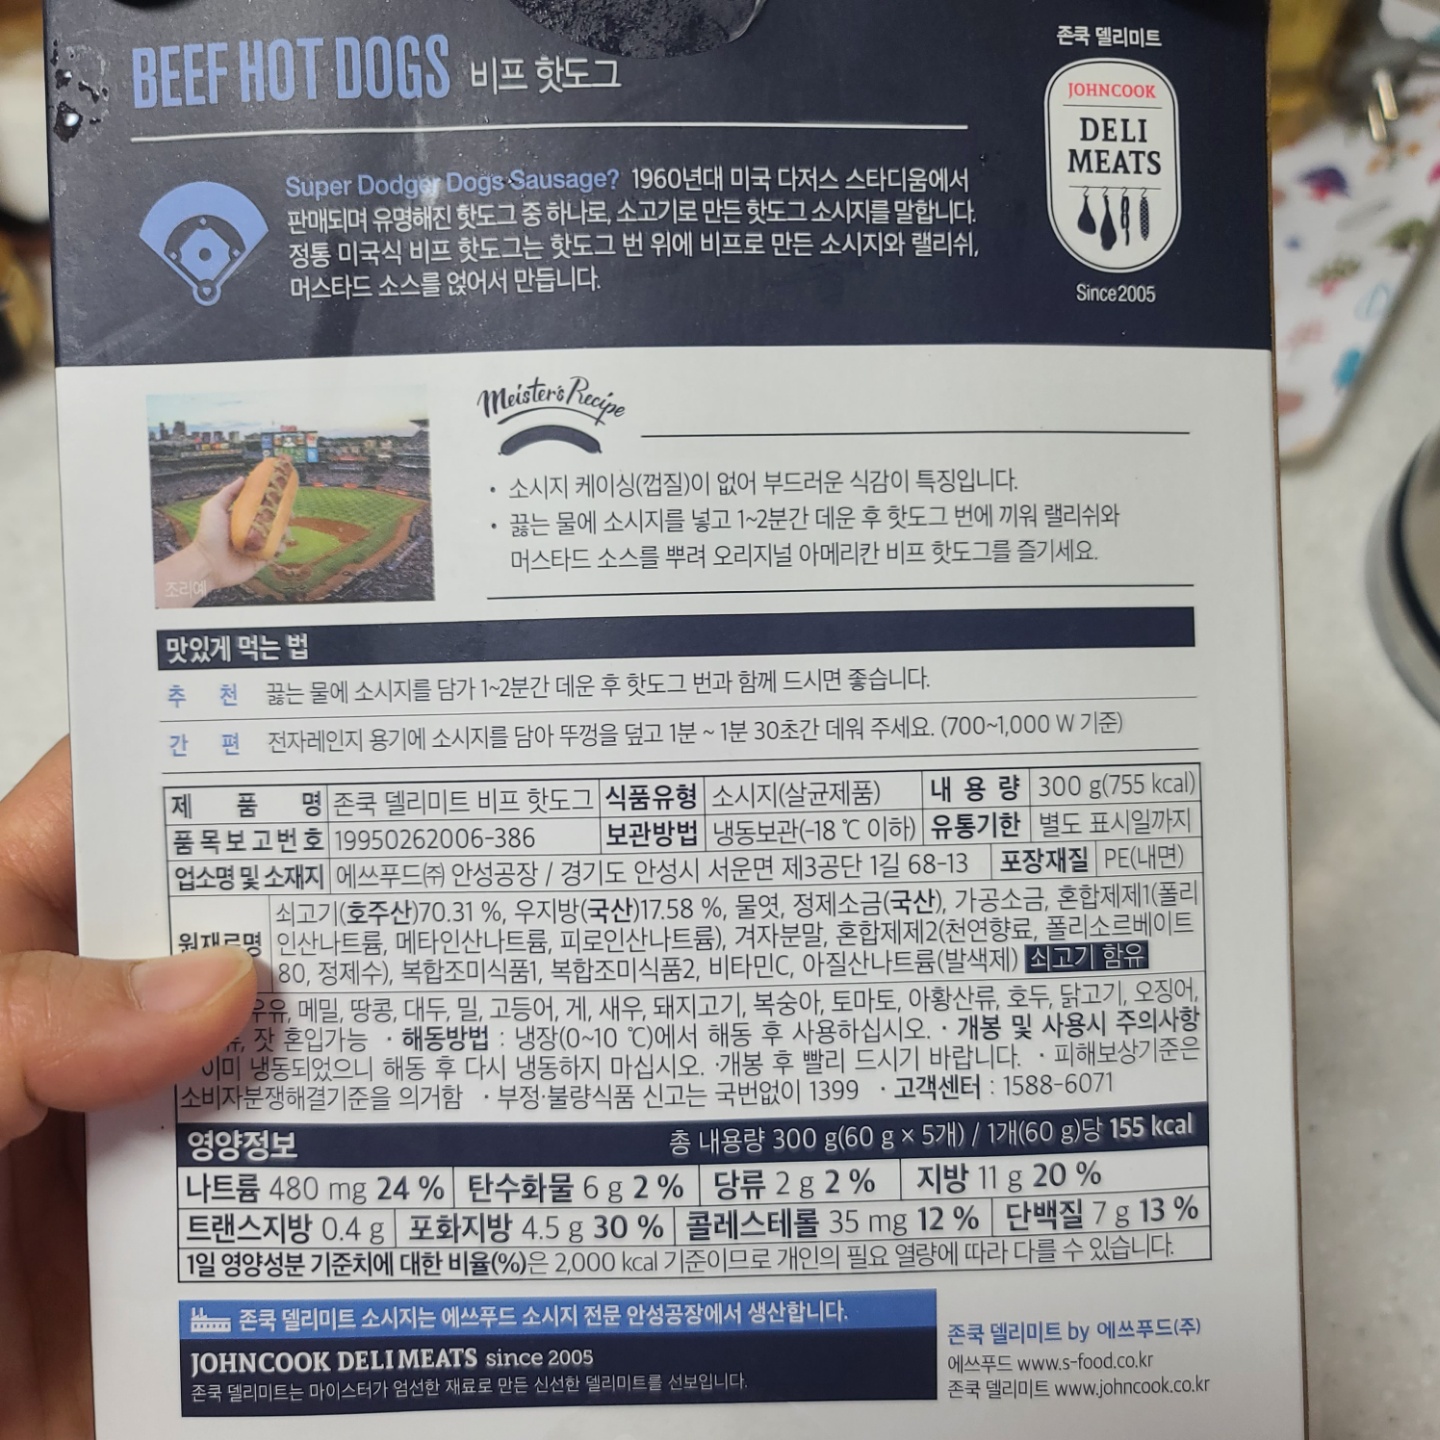 BEEF HOT DOGS 비프 핫도그
존쿡 델리미트
JOHNCOOK
DELI
MEATS
Since2005
Super Dodger Dogs Sausage? 1960년대 미국 다저스 스타디움에서
판매되며 유명해진 핫도그 중 하나로, 소고기로 만든 핫도그 소시지를 말합니다.
정통 미국식 비프 핫도그는 핫도그 번 위에 비프로 만든 소시지와 랠리쉬,
머스타드 소스를 얹어서 만듭니다.
Meister's Recipe
조리예
• 소시지 케이싱(껍질)이 없어 부드러운 식감이 특징입니다.
• 끓는 물에 소시지를 넣고 1~2분간 데운 후 핫도그 번에 끼워 랠리쉬와
머스타드 소스를 뿌려 오리지널 아메리칸 비프 핫도그를 즐기세요.
맛있게 먹는 법
추 천 끓는 물에 소시지를 담가 1~2분간 데운 후 핫도그 번과 함께 드시면 좋습니다.
간 편 전자레인지 용기에 소시지를 담아 뚜껑을 덮고 1분 ~ 1분 30초간 데워 주세요. (700~1,000 W 기준)
제 품 명 존쿡 델리미트 비프 핫도그 식품유형 소시지(살균제품) 내 용 량 300 g(755 kcal)
품목보고번호 19950262006-386 보관방법 냉동보관(-18 ℃ 이하) 유통기한 별도 표시일까지
업소명 및 소재지 에쓰푸드㈜ 안성공장 / 경기도 안성시 서운면 제3공단 1길 68-13 포장재질 PE(내면)
쇠고기(호주산)70.31 %, 우지방(국산)17.58 %, 물엿, 정제소금(국산), 가공소금, 혼합제제1(폴리
원재료명 인산나트륨, 메타인산나트륨, 피로인산나트륨), 겨자분말, 혼합제제2(천연향료, 폴리소르베이트
80, 정제수), 복합조미식품1, 복합조미식품2, 비타민C, 아질산나트륨(발색제) 쇠고기 함유
우유, 메밀, 땅콩, 대두, 밀, 고등어, 게, 새우, 돼지고기, 복숭아, 토마토, 아황산류, 호두, 닭고기, 오징어,
잣 혼입가능 · 해동방법 : 냉장(0~10 ℃)에서 해동 후 사용하십시오. · 개봉 및 사용시 주의사항
이미 냉동되었으니 해동 후 다시 냉동하지 마십시오. ·개봉 후 빨리 드시기 바랍니다. · 피해보상기준은
소비자분쟁해결기준을 의거함 · 부정·불량식품 신고는 국번없이 1399 · 고객센터 : 1588-6071
영양정보 총 내용량 300 g(60 g × 5개) / 1개(60 g)당 155 kcal
나트륨 480 mg 24 % 탄수화물 6 g 2 % 당류 2 g 2 % 지방 11 g 20 %
트랜스지방 0.4 g 포화지방 4.5 g 30 % 콜레스테롤 35 mg 12 % 단백질 7 g 13 %
1일 영양성분 기준치에 대한 비율(%)은 2,000 kcal 기준이므로 개인의 필요 열량에 따라 다를 수 있습니다.
존쿡 델리미트 소시지는 에쓰푸드 소시지 전문 안성공장에서 생산합니다.
JOHNCOOK DELI MEATS since 2005
존쿡 델리미트는 마이스터가 엄선한 재료로 만든 신선한 델리미트를 선보입니다.
존쿡 델리미트 by 에쓰푸드(주)
에쓰푸드 www.s-food.co.kr
존쿡 델리미트 www.johncook.co.kr